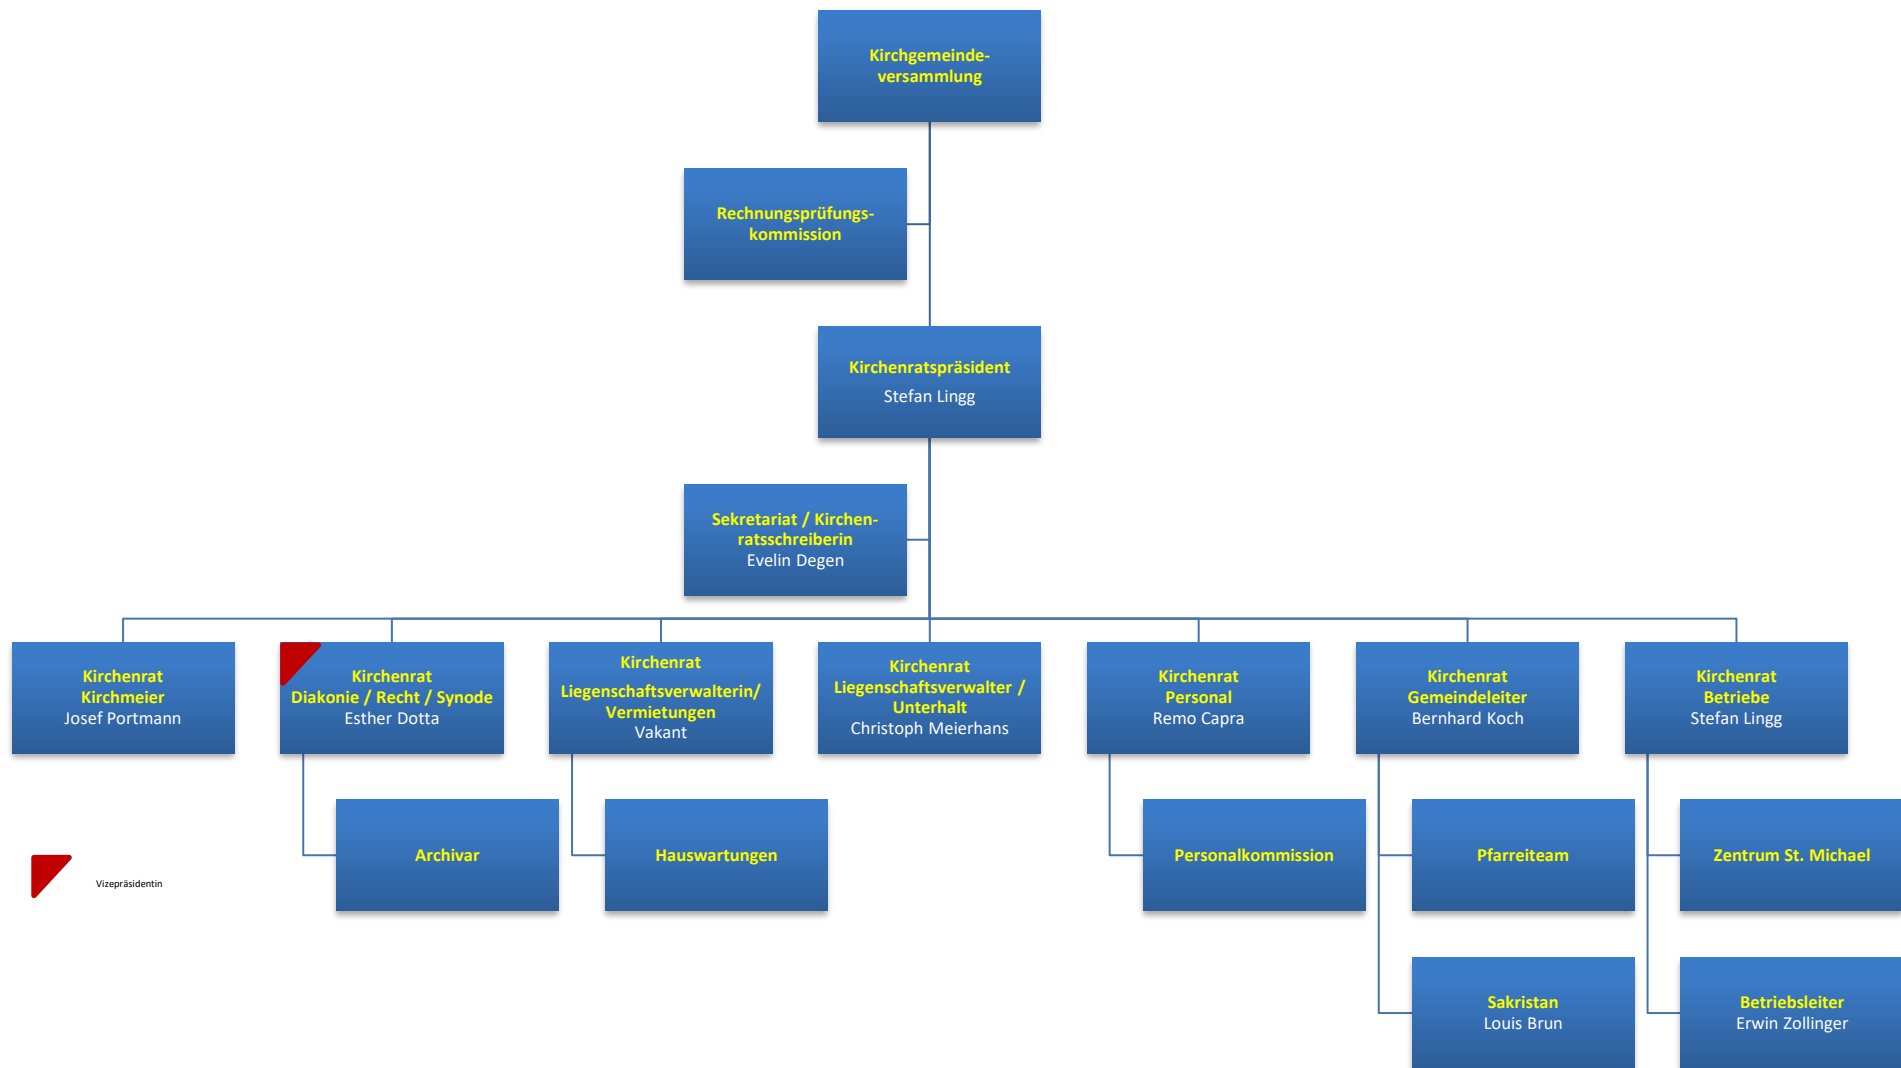 Kirchgemeinde-
versammlung
Rechnungsprüfungs-
kommission
Kirchenratspräsident
Stefan Lingg
Sekretariat / Kirchen-
ratsschreiberin
Evelin Degen
Kirchenrat
Kirchmeier
Josef Portmann
Kirchenrat
Diakonie / Recht / Synode
Esther Dotta
Kirchenrat
Liegenschaftsverwalterin/
Vermietungen
Vakant
Kirchenrat
Liegenschaftsverwalter /
Unterhalt
Christoph Meierhans
Kirchenrat
Personal
Remo Capra
Kirchenrat
Gemeindeleiter
Bernhard Koch
Kirchenrat
Betriebe
Stefan Lingg
Archivar
Hauswartungen
Personalkommission
Pfarreiteam
Zentrum St. Michael
Vizepräsidentin
Sakristan
Louis Brun
Betriebsleiter
Erwin Zollinger